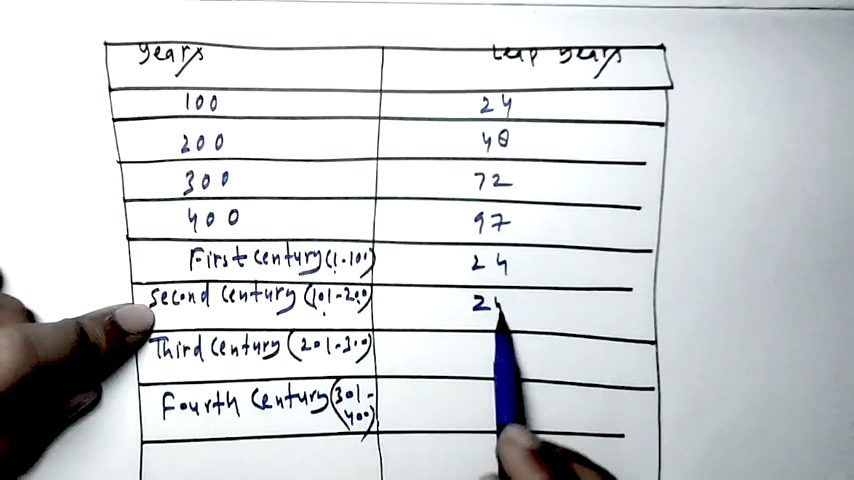 years leap years
100 24
200 48
300 72
400 97
First century (1-100) 24
Second century (101-200) 24
Third century (201-300)
Fourth century (301-
400)